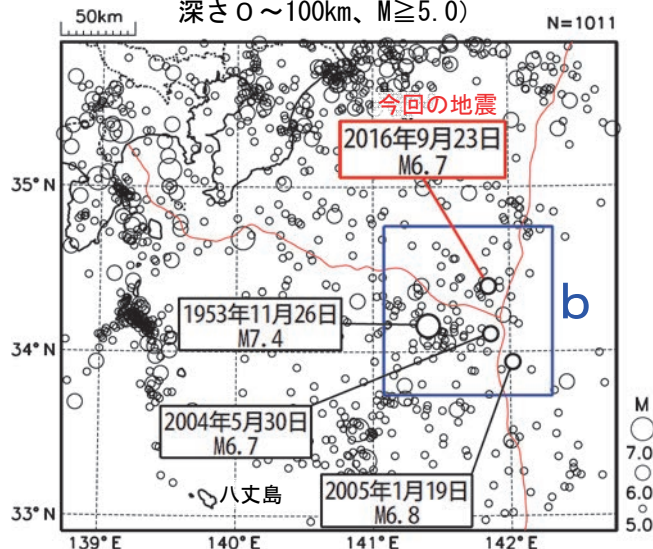 深さ0~100km、M≧5.0)
50km
N=1011
今回の地震
2016年9月23日
M6.7
35°N
b
1953年11月26日
M7.4
34°N
2004年5月30日
M6.7
M
7.0
6.0
5.0
八丈島
2005年1月19日
M6.8
33°N
139°E
140°E
141°E
142°E